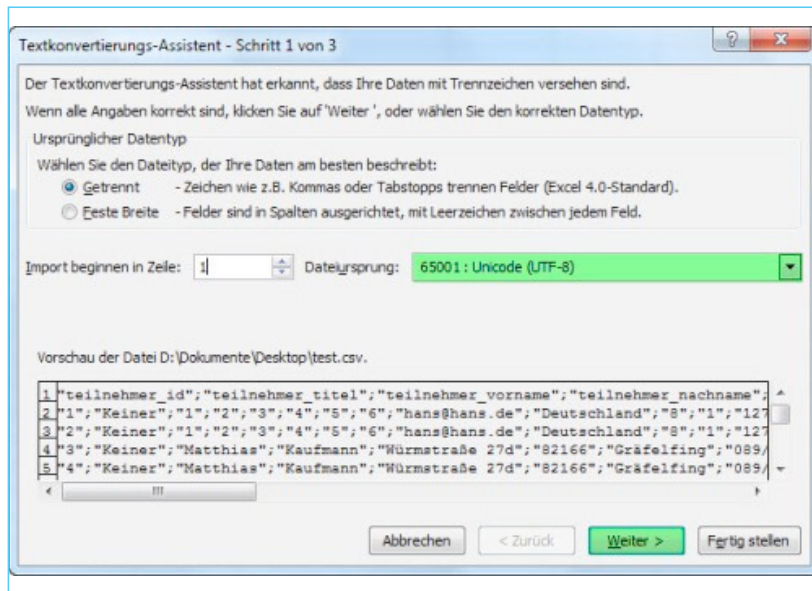 Textkonvertierungs-Assistent - Schritt 1 von 3
Der Textkonvertierungs-Assistent hat erkannt, dass Ihre Daten mit Trennzeichen versehen sind.
Wenn alle Angaben korrekt sind, klicken Sie auf 'Weiter ', oder wählen Sie den korrekten Datentyp.
Ursprünglicher Datentyp
Wählen Sie den Dateityp, der Ihre Daten am besten beschreibt:
Getrennt - Zeichen wie z.B. Kommas oder Tabstopps trennen Felder (Excel 4.0-Standard).
Feste Breite - Felder sind in Spalten ausgerichtet, mit Leerzeichen zwischen jedem Feld.
Import beginnen in Zeile: 1 Dateiursprung: 65001 : Unicode (UTF-8)
Vorschau der Datei D:\Dokumente\Desktop\test.csv.
1 "teilnehmer_id";"teilnehmer_titel";"teilnehmer_vorname";"teilnehmer_nachname";
2 "1";"Keiner";"1";"2";"3";"4";"5";"6";"hans@hans.de";"Deutschland";"8";"1";"127
3 "2";"Keiner";"1";"2";"3";"4";"5";"6";"hans@hans.de";"Deutschland";"8";"1";"127
4 "3";"Keiner";"Matthias";"Kaufmann";"Würmstraße 27d";"82166";"Gräfelfing";"089/
5 "4";"Keiner";"Matthias";"Kaufmann";"Würmstraße 27d";"82166";"Gräfelfing";"089/
Abbrechen < Zurück Weiter > Fertig stellen